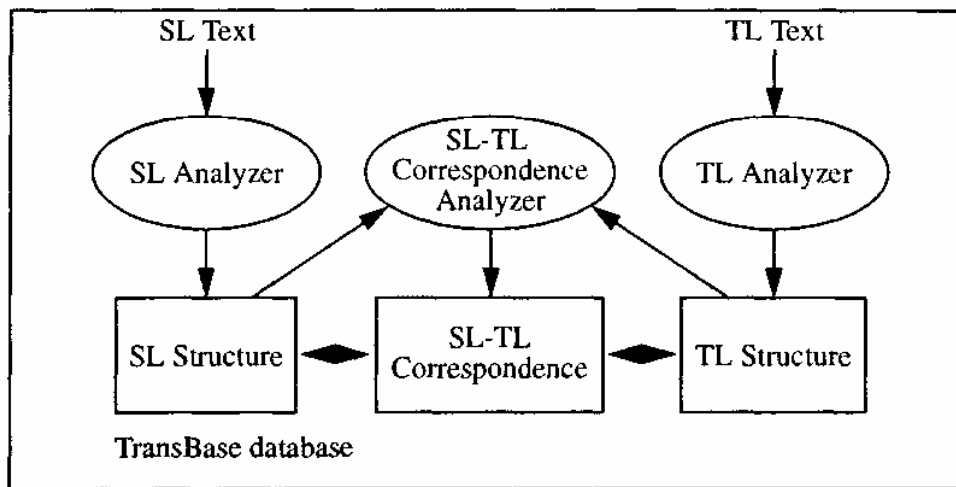 SL Text
TL Text
SL Analyzer
SL-TL
Correspondence
Analyzer
TL Analyzer
SL Structure
SL-TL
Correspondence
TL Structure
TransBase database